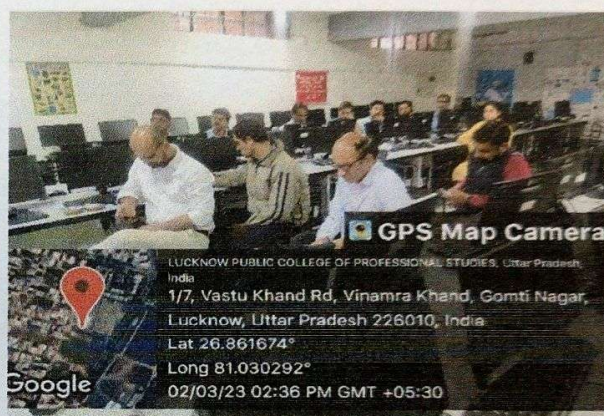 GPS Map Camera
LUCKNOW PUBLIC COLLEGE OF PROFESSIONAL STUDIES, Uttar Pradesh,
India
1/7, Vastu Khand Rd, Vinamra Khand, Gomti Nagar,
Lucknow, Uttar Pradesh 226010, India
Lat 26.861674°
Long 81.030292°
02/03/23 02:36 PM GMT +05:30
Google